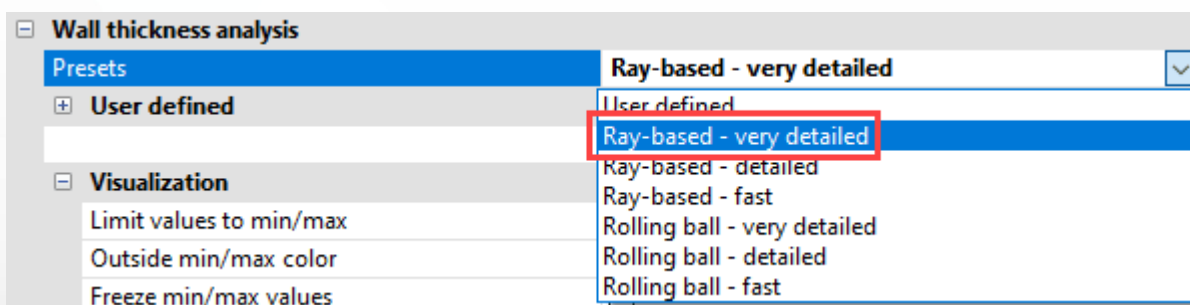 Wall thickness analysis
Presets Ray-based - very detailed
User defined User defined
Ray-based - very detailed
Visualization Ray-based - detailed
Ray-based - fast
Limit values to min/max Rolling ball - very detailed
Outside min/max color Rolling ball - detailed
Freeze min/max values Rolling ball - fast